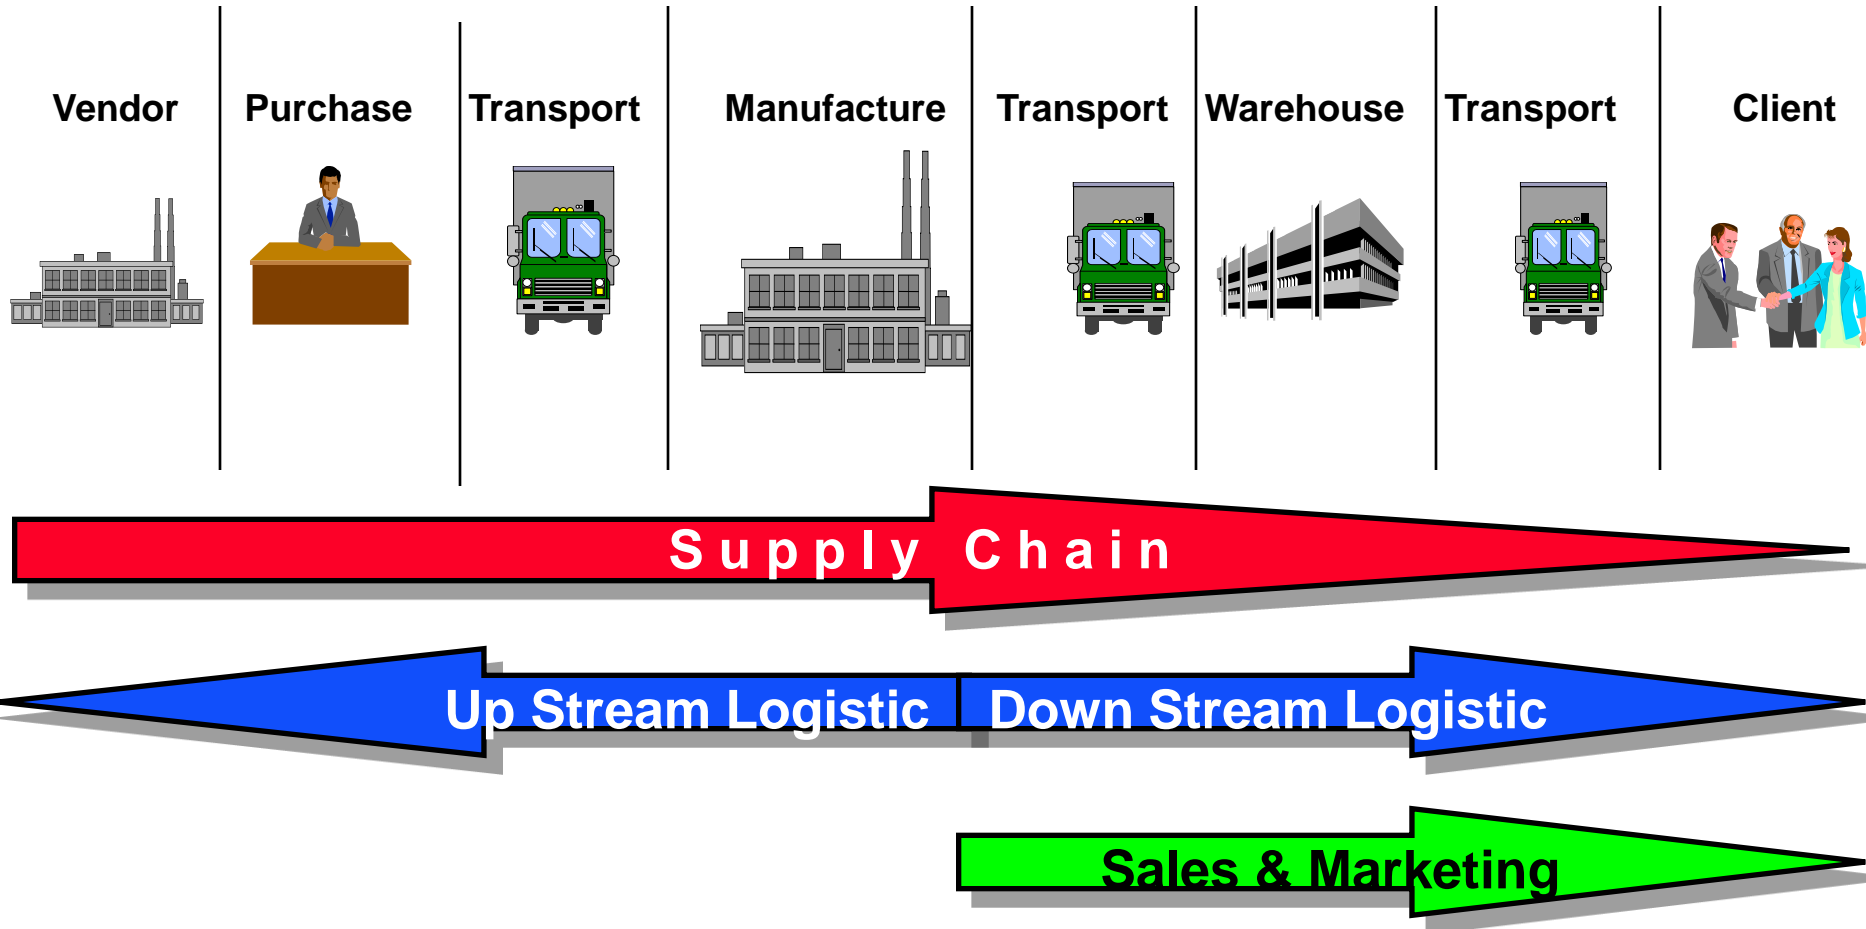 Vendor Purchase Transport Manufacture Transport Warehouse Transport Client
Supply Chain
Up Stream Logistic Down Stream Logistic
Sales & Marketing